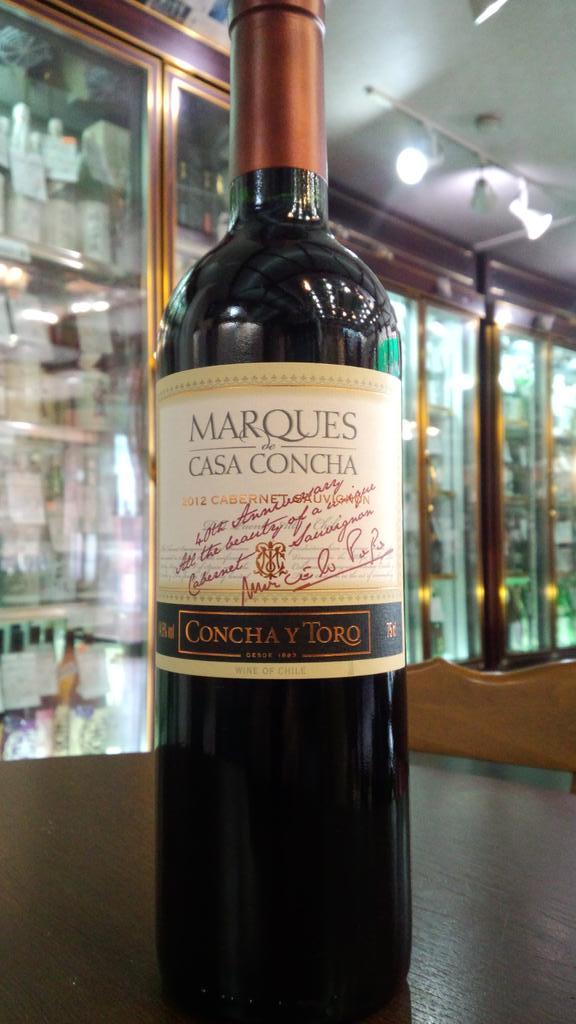 MARQUES
de
CASA CONCHA
2012 CABERNET SAUVIGNON
40th Anniversary
All the beauty of a unique
Cabernet Sauvignon
CONCHA Y TORO
DESDE 1883
WINE OF CHILE